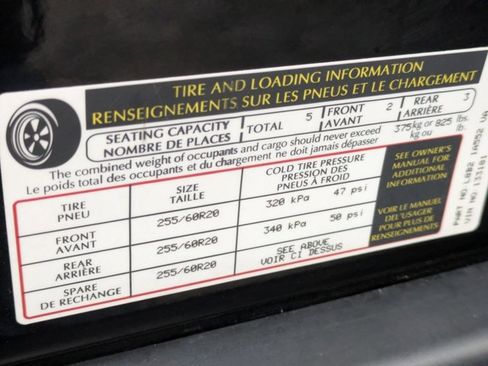 TIRE AND LOADING INFORMATION
RENSEIGNEMENTS SUR LES PNEUS ET LE CHARGEMENT
SEATING CAPACITY
NOMBRE DE PLACES
TOTAL 5
FRONT
AVANT 2
REAR
ARRIÈRE 3
The combined weight of occupants and cargo should never exceed 375 kg or 825 lbs.
Le poids total des occupants et du chargement ne doit jamais dépasser kg ou lb.
TIRE
PNEU
SIZE
TAILLE
COLD TIRE PRESSURE
PRESSION DES
PNEUS À FROID
FRONT
AVANT
255/60R20
320 kPa 47 psi
REAR
ARRIÈRE
255/60R20
340 kPa 50 psi
SPARE
DE RECHANGE
255/60R20
SEE ABOVE
VOIR CI DESSUS
SEE OWNER'S
MANUAL FOR
ADDITIONAL
INFORMATION
VOIR LE MANUEL
DE L'USAGER
POUR PLUS DE
RENSEIGNEMENTS